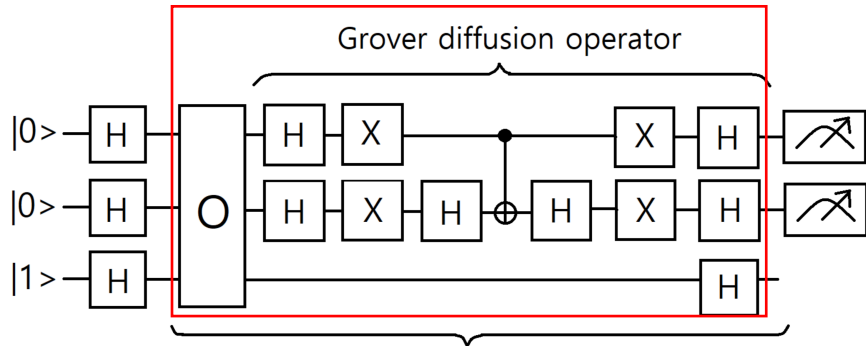 Grover diffusion operator
|0> H H X X H
|0> H O H X H H X H
|1> H H